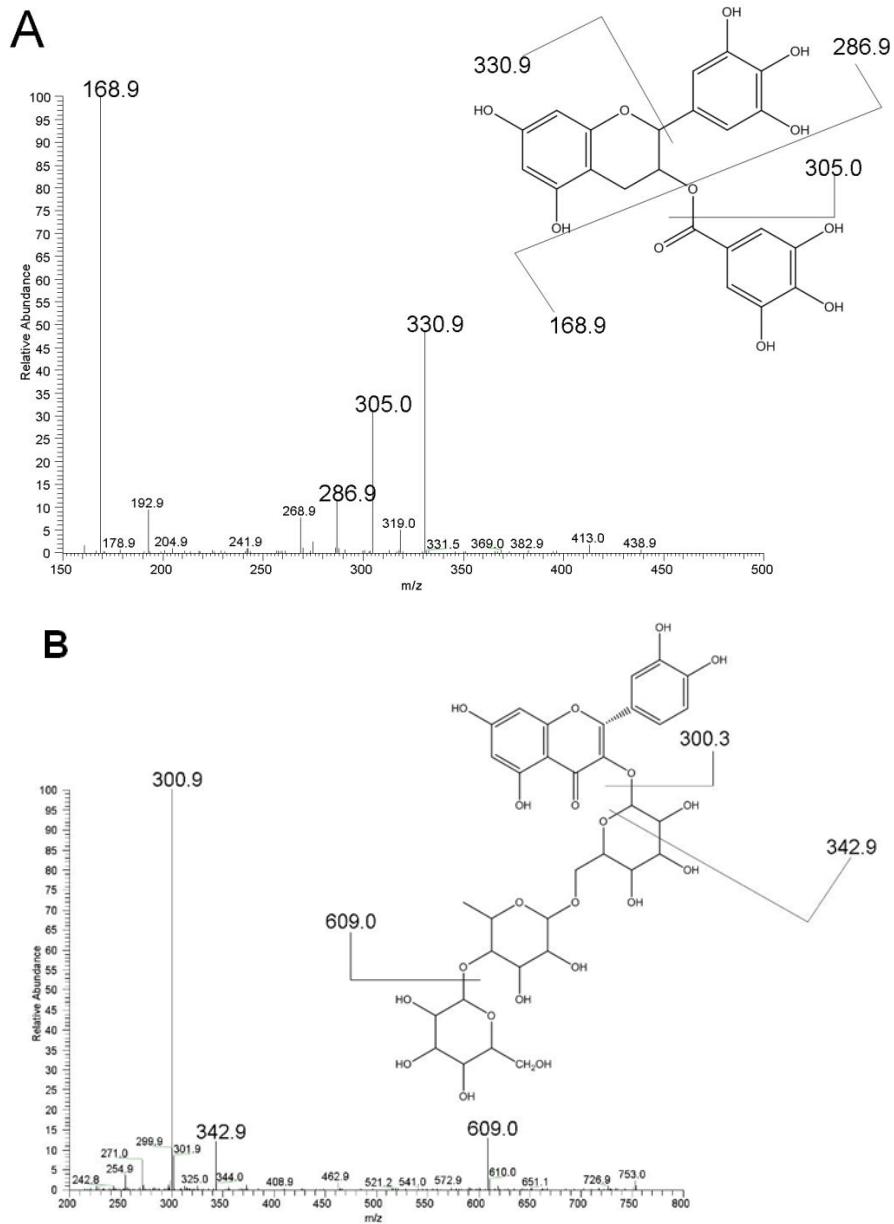 A
OH
330.9
286.9
OH
168.9
HO
O
OH
305.0
O
OH
O
OH
330.9
OH
168.9
OH
305.0
192.9
286.9
268.9
319.0
178.9
204.9
241.9
331.5
369.0
382.9
413.0
438.9
100
95
90
85
80
75
70
65
60
55
50
45
40
35
30
25
20
15
10
5
0
Relative Abundance
150
200
250
300
350
400
450
500
m/z
B
OH
OH
HO
O
300.3
O
OH
O
O
OH
342.9
OH
OH
O
609.0
O
OH
O
OH
HO
O
HO
CH2OH
OH
300.9
342.9
609.0
299.9
301.9
271.0
254.9
242.8
325.0
344.0
408.9
462.9
521.2
541.0
572.9
610.0
651.1
726.9
753.0
100
95
90
85
80
75
70
65
60
55
50
45
40
35
30
25
20
15
10
5
0
Relative Abundance
200
250
300
350
400
450
500
550
600
650
700
750
800
m/z